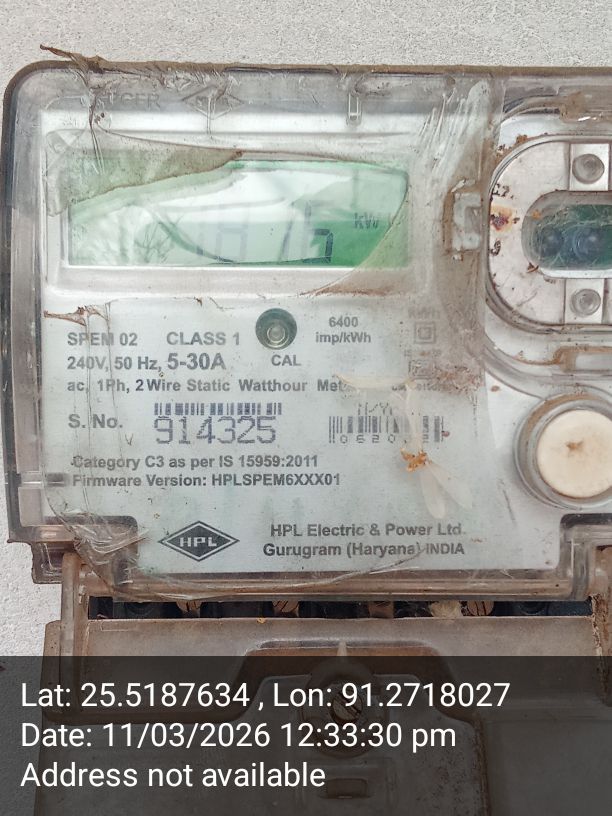 kW
SPEM 02 CLASS 1
6400
imp/kWh
240V, 50 Hz, 5-30A
CAL
ac, 1Ph, 2 Wire Static Watthour
S. No. 914325
Category C3 as per IS 15959:2011
Firmware Version: HPLSPEM6XXX01
HPL
HPL Electric & Power Ltd.
Gurugram (Haryana) INDIA
Lat: 25.5187634 , Lon: 91.2718027
Date: 11/03/2026 12:33:30 pm
Address not available